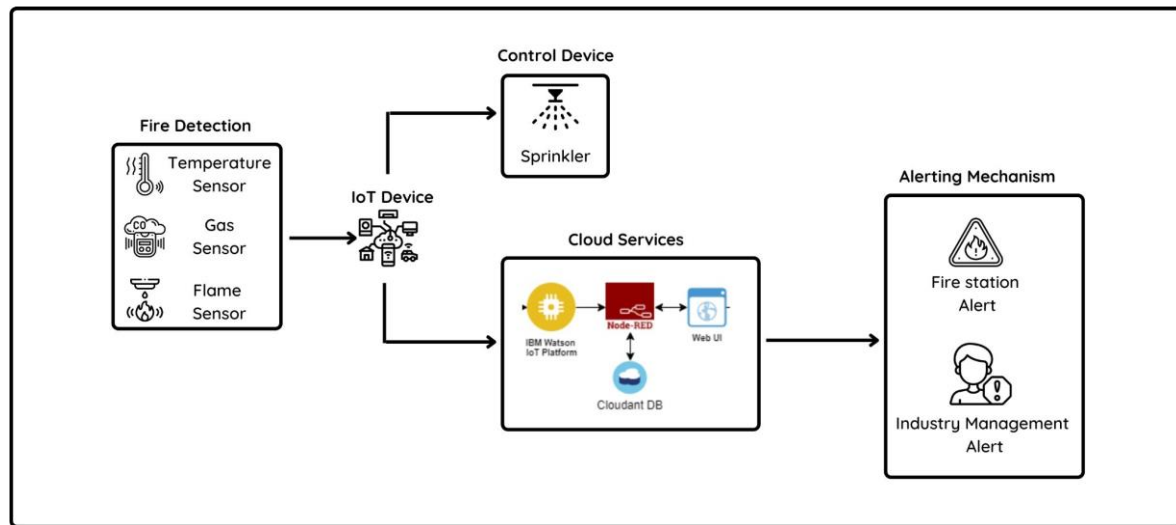 Control Device
Sprinkler
Fire Detection
Temperature
Sensor
CO
Gas
Sensor
Flame
Sensor
IoT Device
Cloud Services
IBM Watson
IoT Platform
Node-RED
Web UI
Cloudant DB
Alerting Mechanism
Fire station
Alert
Industry Management
Alert